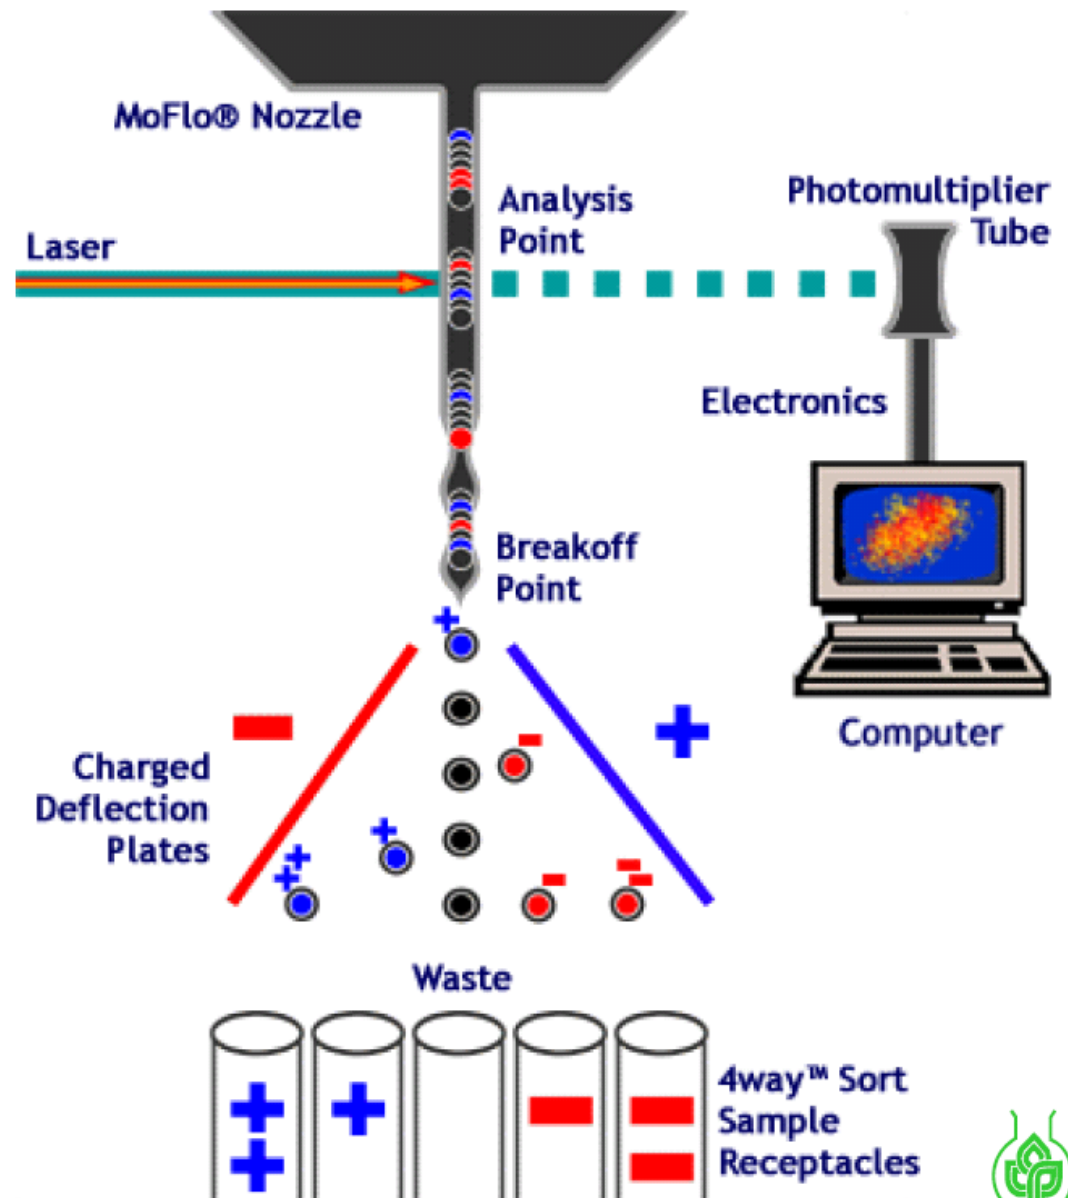 MoFlo® Nozzle
Analysis
Point
Photomultiplier
Tube
Laser
Electronics
Breakoff
Point
Computer
Charged
Deflection
Plates
Waste
4way™ Sort
Sample
Receptacles